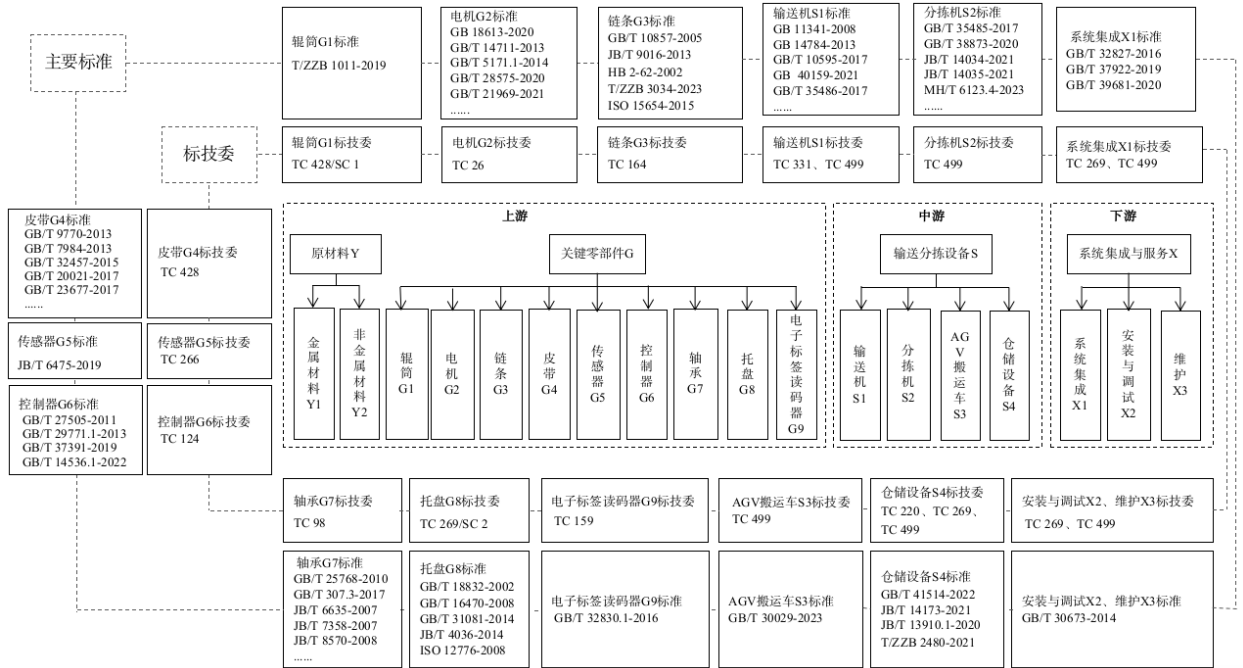 主要标准
辊筒G1标准
T/ZZB 1011-2019
电机G2标准
GB 18613-2020
GB/T 14711-2013
GB/T 5171.1-2014
GB/T 28575-2020
GB/T 21969-2021
......
链条G3标准
GB/T 10857-2005
JB/T 9016-2013
HB 2-62-2002
T/ZZB 3034-2023
ISO 15654-2015
输送机S1标准
GB 11341-2008
GB 14784-2013
GB/T 10595-2017
GB 40159-2021
GB/T 35486-2017
......
分拣机S2标准
GB/T 35485-2017
GB/T 38873-2020
JB/T 14034-2021
JB/T 14035-2021
MH/T 6123.4-2023
......
系统集成X1标准
GB/T 32827-2016
GB/T 37922-2019
GB/T 39681-2020
标技委
辊筒G1标技委
TC 428/SC 1
电机G2标技委
TC 26
链条G3标技委
TC 164
输送机S1标技委
TC 331、TC 499
分拣机S2标技委
TC 499
系统集成X1标技委
TC 269、TC 499
皮带G4标准
GB/T 9770-2013
GB/T 7984-2013
GB/T 32457-2015
GB/T 20021-2017
GB/T 23677-2017
......
皮带G4标技委
TC 428
传感器G5标准
JB/T 6475-2019
传感器G5标技委
TC 266
控制器G6标准
GB/T 27505-2011
GB/T 29771.1-2013
GB/T 37391-2019
GB/T 14536.1-2022
控制器G6标技委
TC 124
上游
原材料Y
关键零部件G
金属材料Y1
非金属材料Y2
辊筒G1
电机G2
链条G3
皮带G4
传感器G5
控制器G6
轴承G7
托盘G8
电子标签读码器G9
中游
输送分拣设备S
输送机S1
分拣机S2
AGV搬运车S3
仓储设备S4
下游
系统集成与服务X
系统集成X1
安装与调试X2
维护X3
轴承G7标技委
TC 98
托盘G8标技委
TC 269/SC 2
电子标签读码器G9标技委
TC 159
AGV搬运车S3标技委
TC 499
仓储设备S4标技委
TC 220、TC 269、
TC 499
安装与调试X2、维护X3标技委
TC 269、TC 499
轴承G7标准
GB/T 25768-2010
GB/T 307.3-2017
JB/T 6635-2007
JB/T 7358-2007
JB/T 8570-2008
......
托盘G8标准
GB/T 18832-2002
GB/T 16470-2008
GB/T 31081-2014
JB/T 4036-2014
ISO 12776-2008
电子标签读码器G9标准
GB/T 32830.1-2016
AGV搬运车S3标准
GB/T 30029-2023
仓储设备S4标准
GB/T 41514-2022
JB/T 14173-2021
JB/T 13910.1-2020
T/ZZB 2480-2021
安装与调试X2、维护X3标准
GB/T 30673-2014